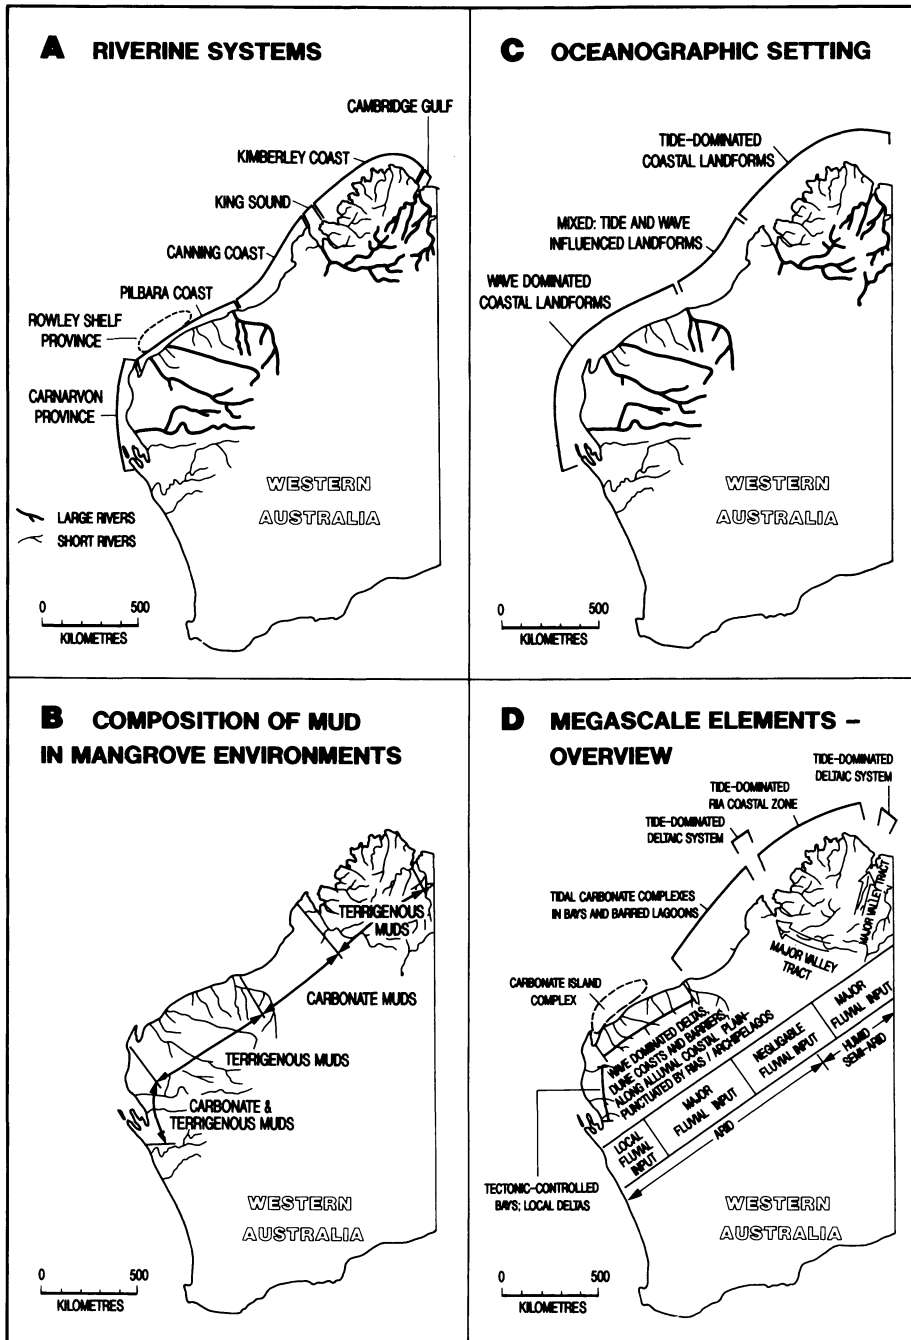 A RIVERINE SYSTEMS
CAMBRIDGE GULF
KIMBERLEY COAST
KING SOUND
CANNING COAST
PILBARA COAST
ROWLEY SHELF
PROVINCE
CARNARVON
PROVINCE
WESTERN
AUSTRALIA
LARGE RIVERS
SHORT RIVERS
0 500
KILOMETRES
C OCEANOGRAPHIC SETTING
TIDE-DOMINATED
COASTAL LANDFORMS
MIXED: TIDE AND WAVE
INFLUENCED LANDFORMS
WAVE DOMINATED
COASTAL LANDFORMS
WESTERN
AUSTRALIA
0 500
KILOMETRES
B COMPOSITION OF MUD
IN MANGROVE ENVIRONMENTS
TERRIGENOUS
MUDS
CARBONATE MUDS
TERRIGENOUS MUDS
CARBONATE &
TERRIGENOUS MUDS
WESTERN
AUSTRALIA
0 500
KILOMETRES
D MEGASCALE ELEMENTS –
OVERVIEW
TIDE-DOMINATED
DELTAIC SYSTEM
TIDE-DOMINATED
RIA COASTAL ZONE
TIDE-DOMINATED
DELTAIC SYSTEM
TIDAL CARBONATE COMPLEXES
IN BAYS AND BARRED LAGOONS
MAJOR VALLEY TRACT
MAJOR VALLEY
TRACT
CARBONATE ISLAND
COMPLEX
WAVE DOMINATED DELTAS,
DUNE COASTS AND BARRIERS,
ALONG ALLUVIAL COASTAL PLAIN-
PUNCTUATED BY RIAS / ARCHIPELAGOS
MAJOR
FLUVIAL INPUT
NEGLIGABLE
FLUVIAL INPUT
MAJOR
FLUVIAL INPUT
LOCAL
FLUVIAL
INPUT
HUMID
SEMI-ARID
ARID
TECTONIC-CONTROLLED
BAYS; LOCAL DELTAS
WESTERN
AUSTRALIA
0 500
KILOMETRES